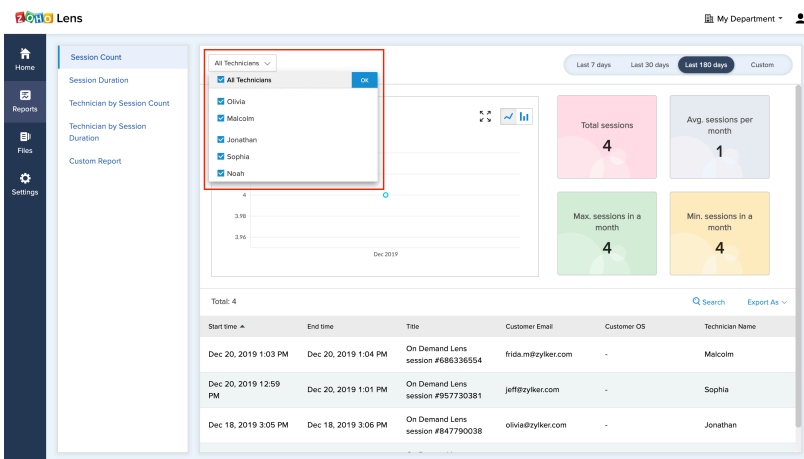 ZOHO Lens
My Department
Home
Reports
Files
Settings
Session Count
Session Duration
Technician by Session Count
Technician by Session
Duration
Custom Report
All Technicians
All Technicians
OK
Olivia
Malcolm
Jonathan
Sophia
Noah
Last 7 days
Last 30 days
Last 180 days
Custom
4
3.98
3.96
Dec 2019
Total sessions
4
Avg. sessions per
month
1
Max. sessions in a
month
4
Min. sessions in a
month
4
Total: 4
Search
Export As
Start time End time Title Customer Email Customer OS Technician Name
Dec 20, 2019 1:03 PM Dec 20, 2019 1:04 PM On Demand Lens
session #686336554 frida.m@zylker.com - Malcolm
Dec 20, 2019 12:59
PM Dec 20, 2019 1:01 PM On Demand Lens
session #957730381 jeff@zylker.com - Sophia
Dec 18, 2019 3:05 PM Dec 18, 2019 3:06 PM On Demand Lens
session #847790038 olivia@zylker.com - Jonathan